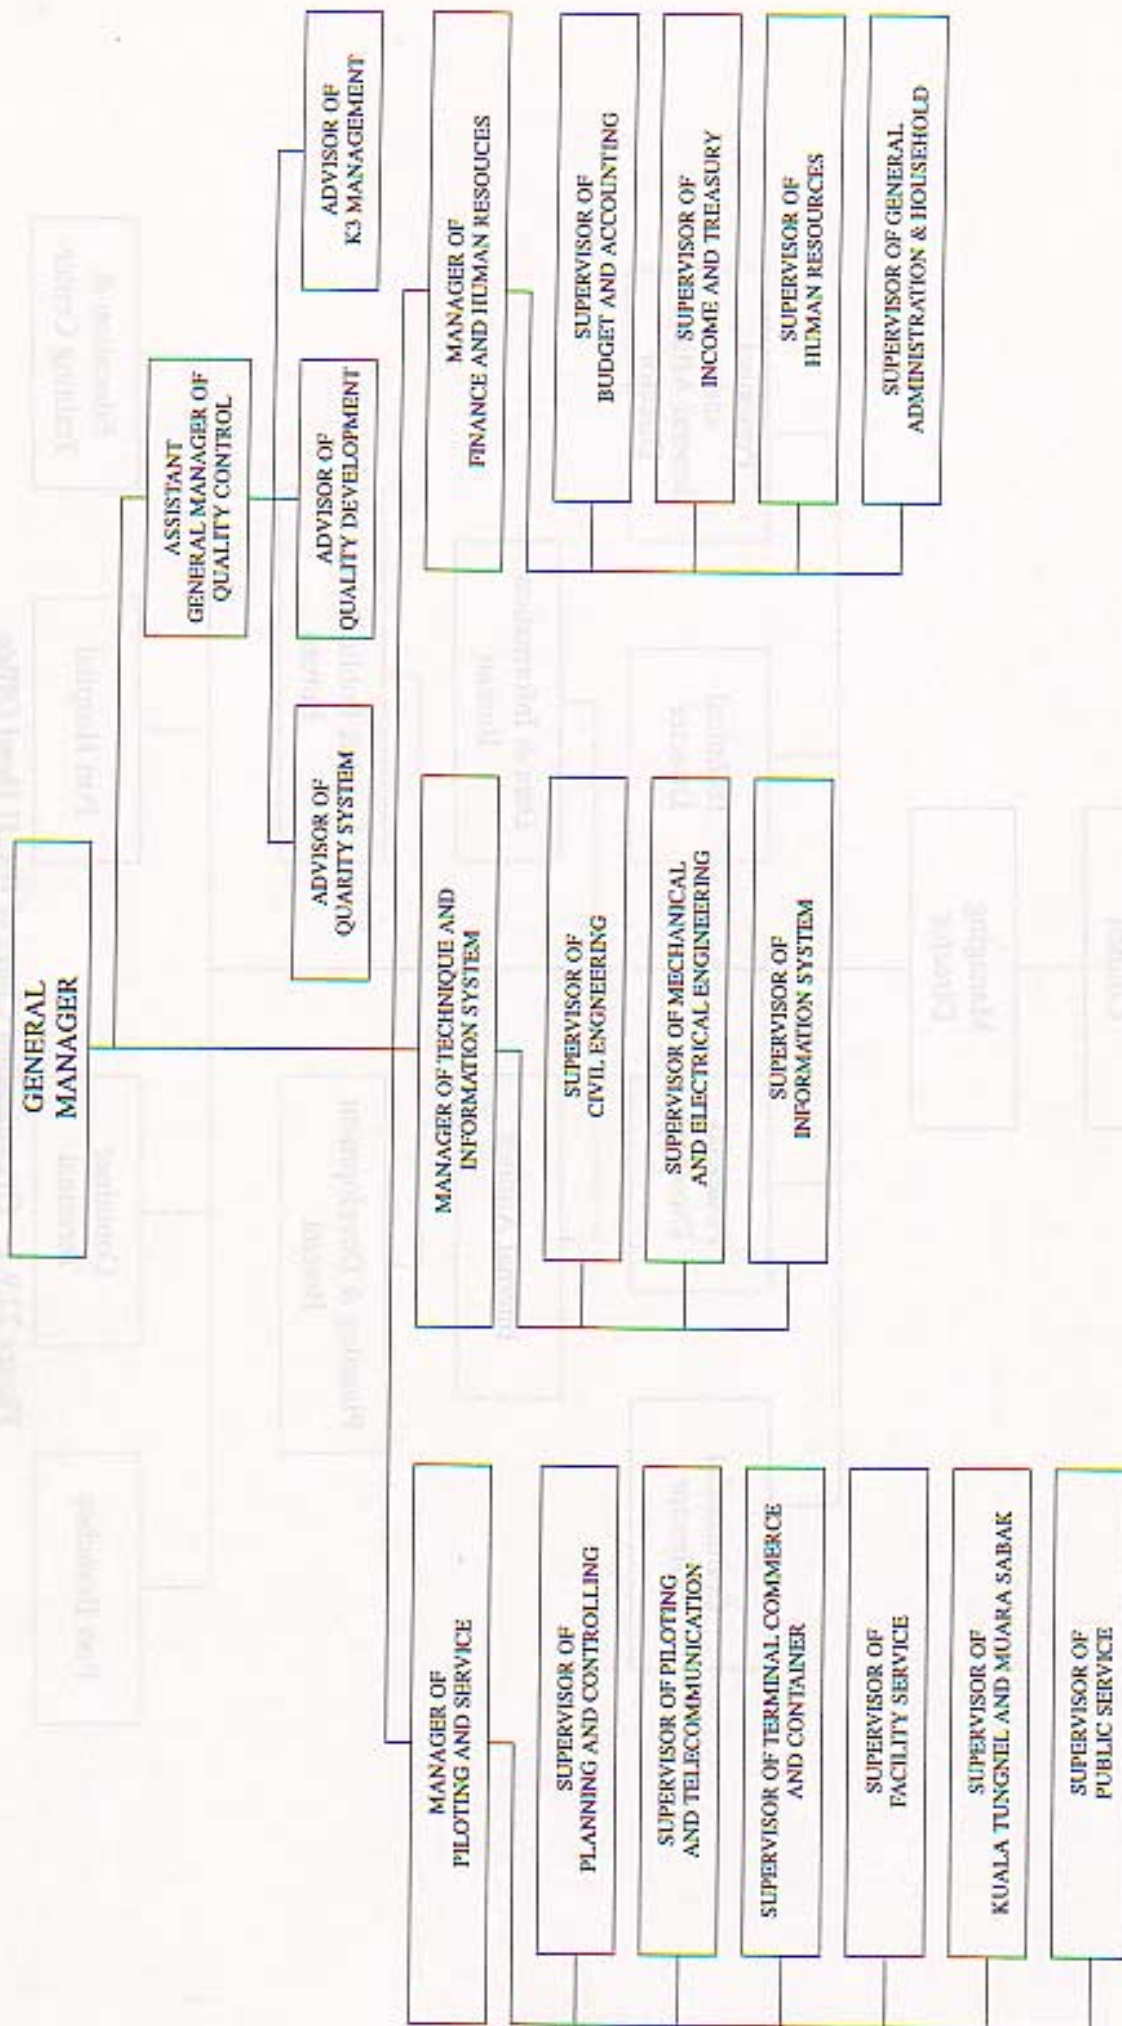 GENERAL
MANAGER
ASSISTANT
GENERAL MANAGER OF
QUALITY CONTROL
ADVISOR OF
QUARITY SYSTEM
ADVISOR OF
QUALITY DEVELOPMENT
ADVISOR OF
K3 MANAGEMENT
MANAGER OF
PILOTING AND SERVICE
SUPERVISOR OF
PLANNING AND CONTROLLING
SUPERVISOR OF PILOTING
AND TELECOMMUNICATION
SUPERVISOR OF TERMINAL COMMERCE
AND CONTAINER
SUPERVISOR OF
FACILITY SERVICE
SUPERVISOR OF
KUALA TUNGNEL AND MUARA SABAK
SUPERVISOR OF
PUBLIC SERVICE
MANAGER OF TECHNIQUE AND
INFORMATION SYSTEM
SUPERVISOR OF
CIVIL ENGNEERING
SUPERVISOR OF MECHANICAL
AND ELECTRICAL ENGINEERING
SUPERVISOR OF
INFORMATION SYSTEM
MANAGER OF
FINANCE AND HUMAN RESOUCES
SUPERVISOR OF
BUDGET AND ACCOUNTING
SUPERVISOR OF
INCOME AND TREASURY
SUPERVISOR OF
HUMAN RESOURCES
SUPERVISOR OF GENERAL
ADMINISTRATION & HOUSEHOLD